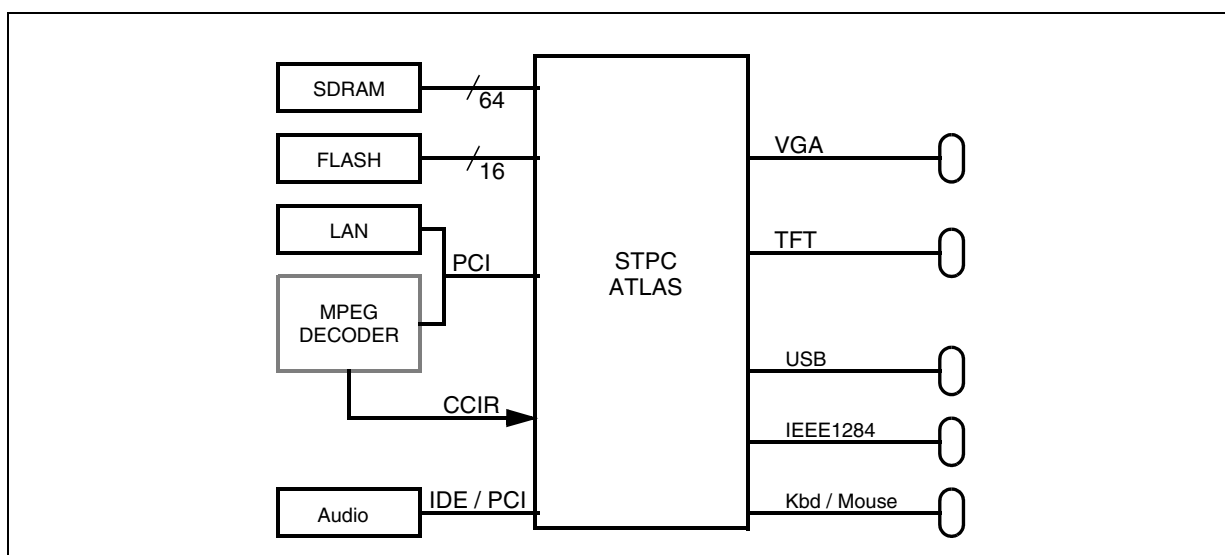 SDRAM
64
FLASH
16
LAN
PCI
MPEG
DECODER
CCIR
Audio
IDE / PCI
STPC
ATLAS
VGA
TFT
USB
IEEE1284
Kbd / Mouse